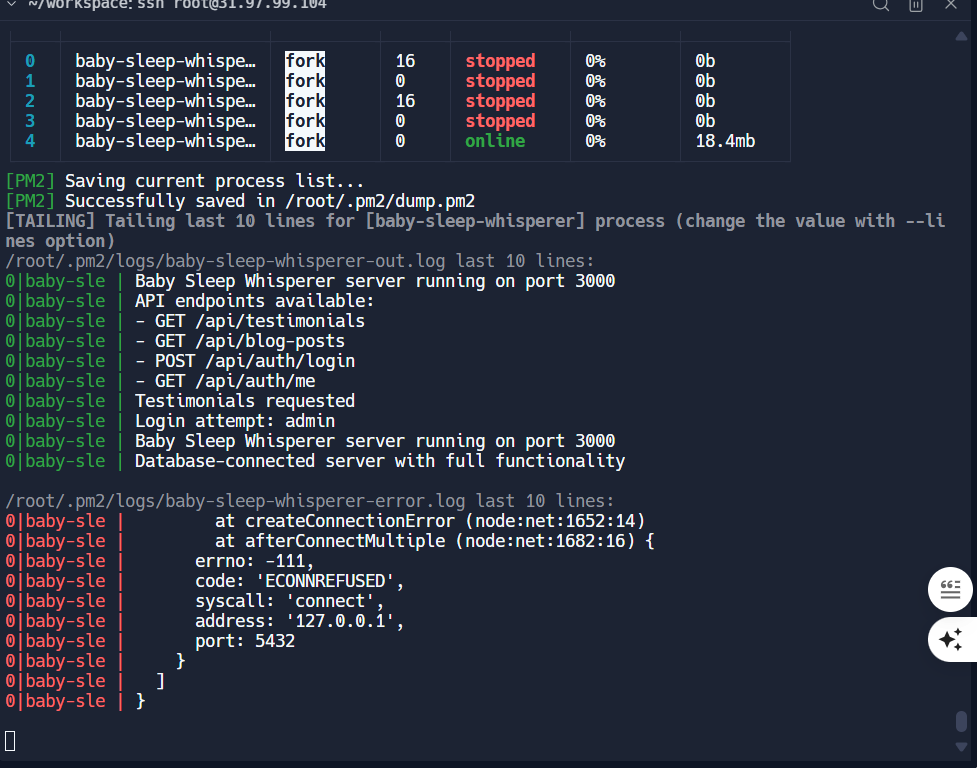 ~/workspace: ssh root@31.97.99.104
0 baby-sleep-whispe… fork 16 stopped 0% 0b
1 baby-sleep-whispe… fork 0 stopped 0% 0b
2 baby-sleep-whispe… fork 16 stopped 0% 0b
3 baby-sleep-whispe… fork 0 stopped 0% 0b
4 baby-sleep-whispe… fork 0 online 0% 18.4mb
[PM2] Saving current process list...
[PM2] Successfully saved in /root/.pm2/dump.pm2
[TAILING] Tailing last 10 lines for [baby-sleep-whisperer] process (change the value with --li
nes option)
/root/.pm2/logs/baby-sleep-whisperer-out.log last 10 lines:
0|baby-sle | Baby Sleep Whisperer server running on port 3000
0|baby-sle | API endpoints available:
0|baby-sle | - GET /api/testimonials
0|baby-sle | - GET /api/blog-posts
0|baby-sle | - POST /api/auth/login
0|baby-sle | - GET /api/auth/me
0|baby-sle | Testimonials requested
0|baby-sle | Login attempt: admin
0|baby-sle | Baby Sleep Whisperer server running on port 3000
0|baby-sle | Database-connected server with full functionality
/root/.pm2/logs/baby-sleep-whisperer-error.log last 10 lines:
0|baby-sle |         at createConnectionError (node:net:1652:14)
0|baby-sle |         at afterConnectMultiple (node:net:1682:16) {
0|baby-sle |       errno: -111,
0|baby-sle |       code: 'ECONNREFUSED',
0|baby-sle |       syscall: 'connect',
0|baby-sle |       address: '127.0.0.1',
0|baby-sle |       port: 5432
0|baby-sle |     }
0|baby-sle |   ]
0|baby-sle | }